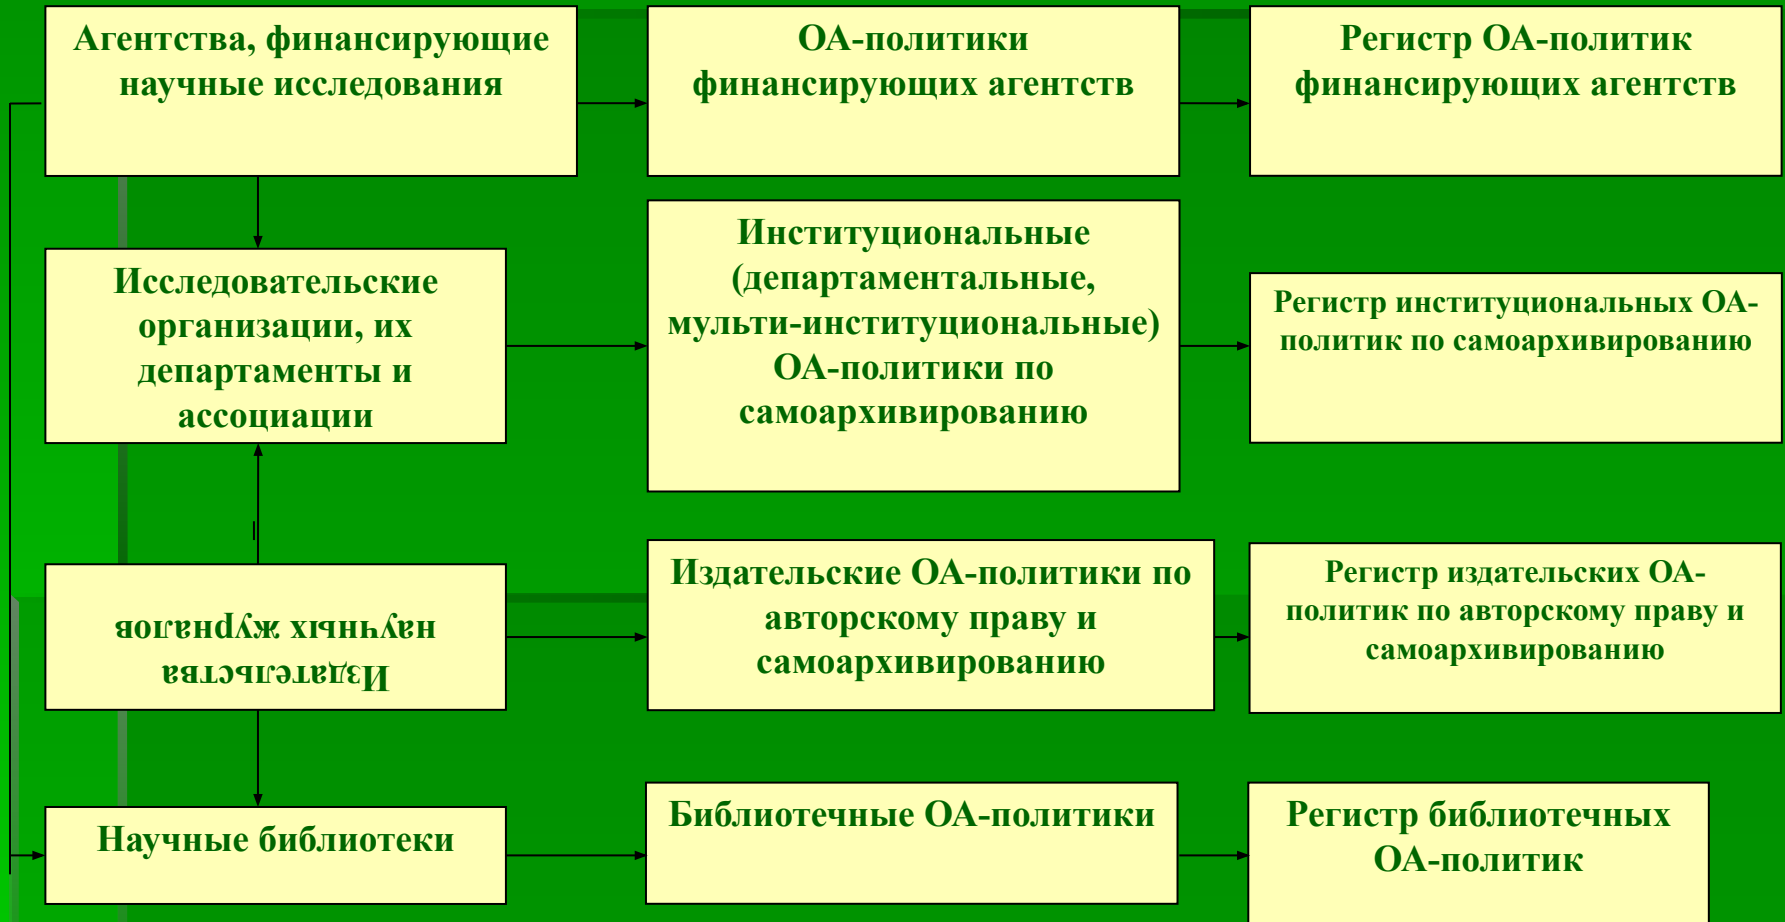 Агентства, финансирующие
научные исследования
ОА-политики
финансирующих агентств
Регистр ОА-политик
финансирующих агентств
Исследовательские
организации, их
департаменты и
ассоциации
Институциональные
(департаментальные,
мульти-институциональные)
ОА-политики по
самоархивированию
Регистр институциональных ОА-
политик по самоархивированию
Издательства
научных журналов
Издательские ОА-политики по
авторскому праву и
самоархивированию
Регистр издательских ОА-
политик по авторскому праву и
самоархивированию
Научные библиотеки
Библиотечные ОА-политики
Регистр библиотечных
ОА-политик